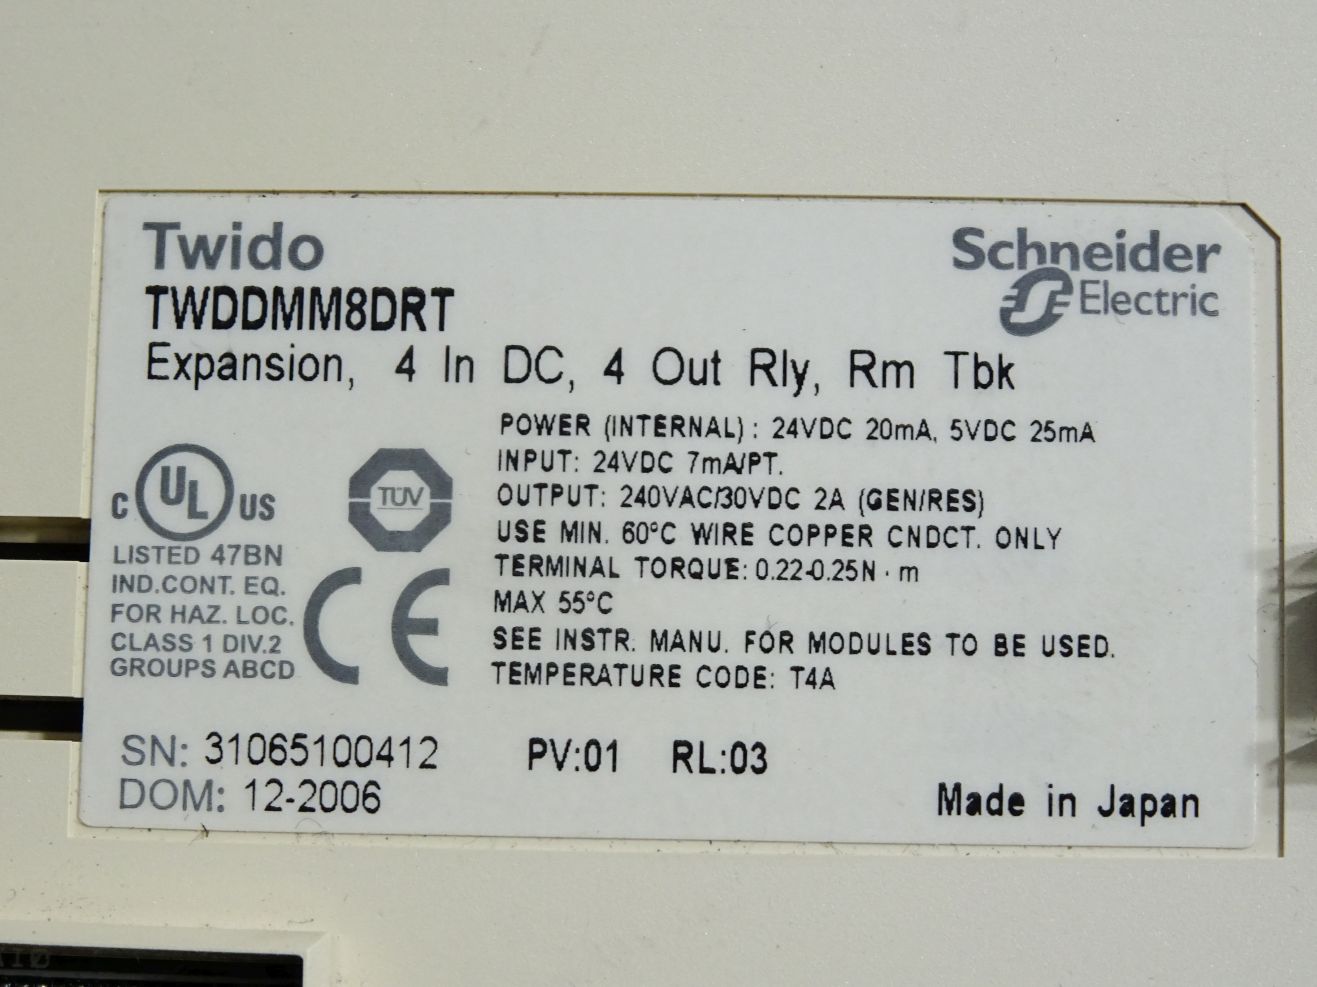 Twido
Schneider
Electric
TWDDMM8DRT
Expansion, 4 In DC, 4 Out Rly, Rm Tbk
POWER (INTERNAL) : 24VDC 20mA, 5VDC 25mA
INPUT: 24VDC 7mA/PT.
OUTPUT: 240VAC/30VDC 2A (GEN/RES)
USE MIN. 60°C WIRE COPPER CNDCT. ONLY
TERMINAL TORQUE: 0.22-0.25N · m
MAX 55°C
SEE INSTR. MANU. FOR MODULES TO BE USED.
TEMPERATURE CODE: T4A
C UL US
TÜV
LISTED 47BN
IND.CONT. EQ.
FOR HAZ. LOC.
CLASS 1 DIV.2
GROUPS ABCD
CE
SN: 31065100412 PV:01 RL:03
DOM: 12-2006
Made in Japan